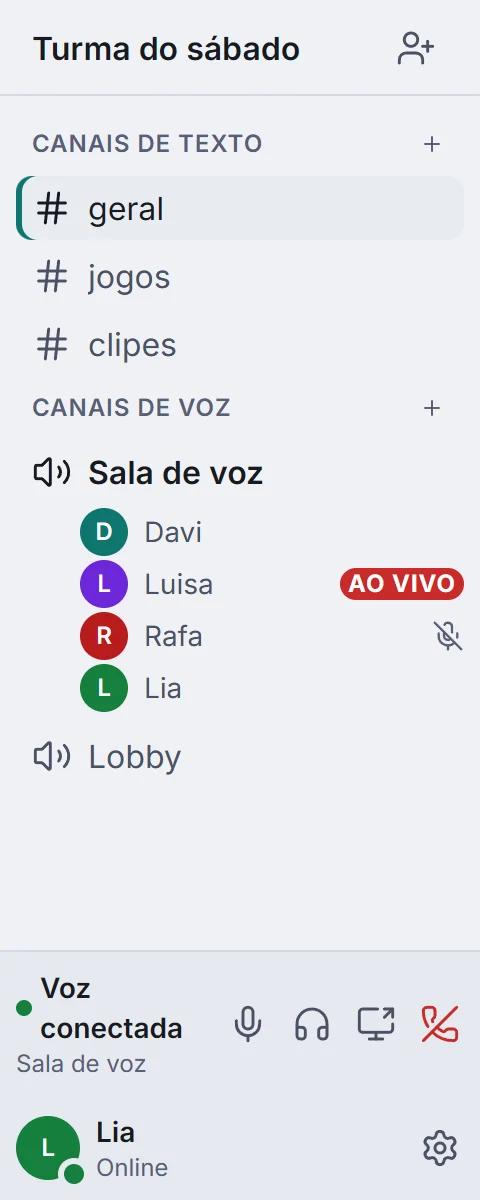 Turma do sábado
CANAIS DE TEXTO
geral
jogos
clipes
CANAIS DE VOZ
Sala de voz
D Davi
L Luisa AO VIVO
R Rafa
L Lia
Lobby
Voz
conectada
Sala de voz
L Lia
Online